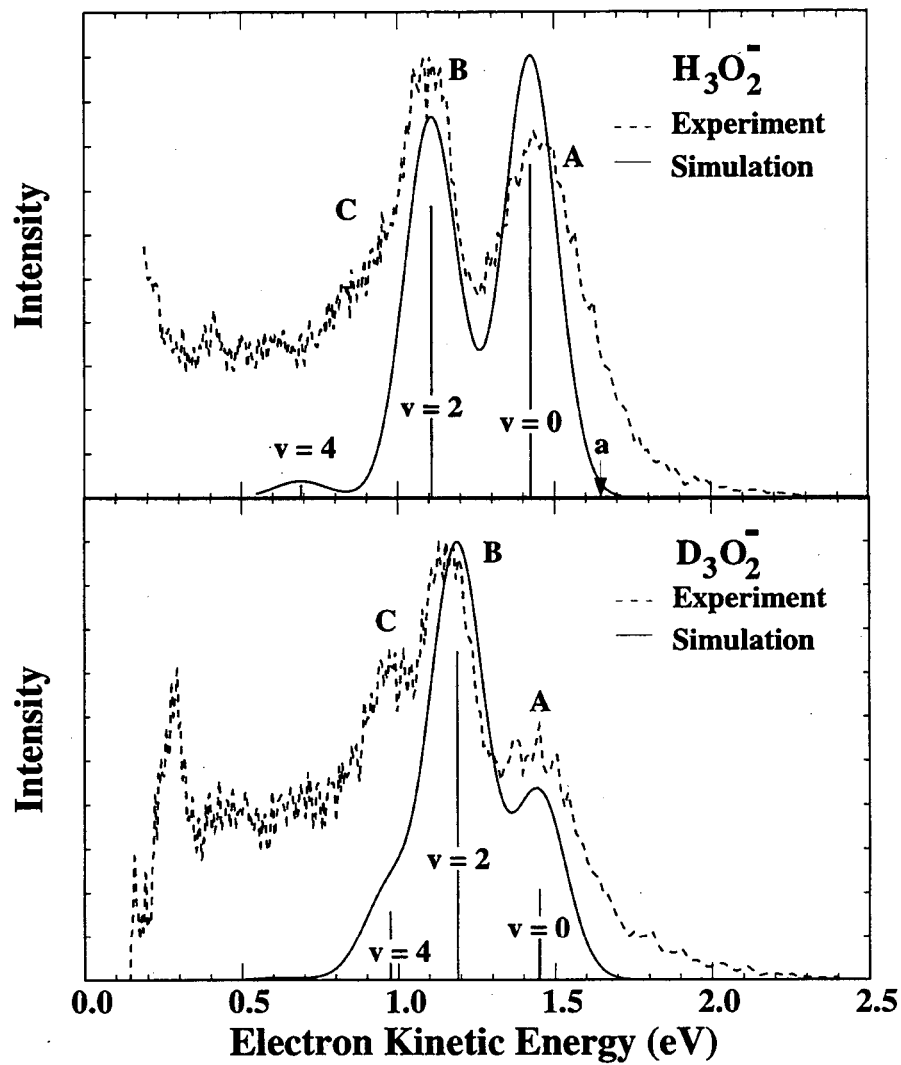 H₃O₂⁻
Experiment
Simulation
B
A
C
v = 4
v = 2
v = 0
a
Intensity
D₃O₂⁻
Experiment
Simulation
B
C
A
v = 2
v = 4
v = 0
Intensity
0.0 0.5 1.0 1.5 2.0 2.5
Electron Kinetic Energy (eV)